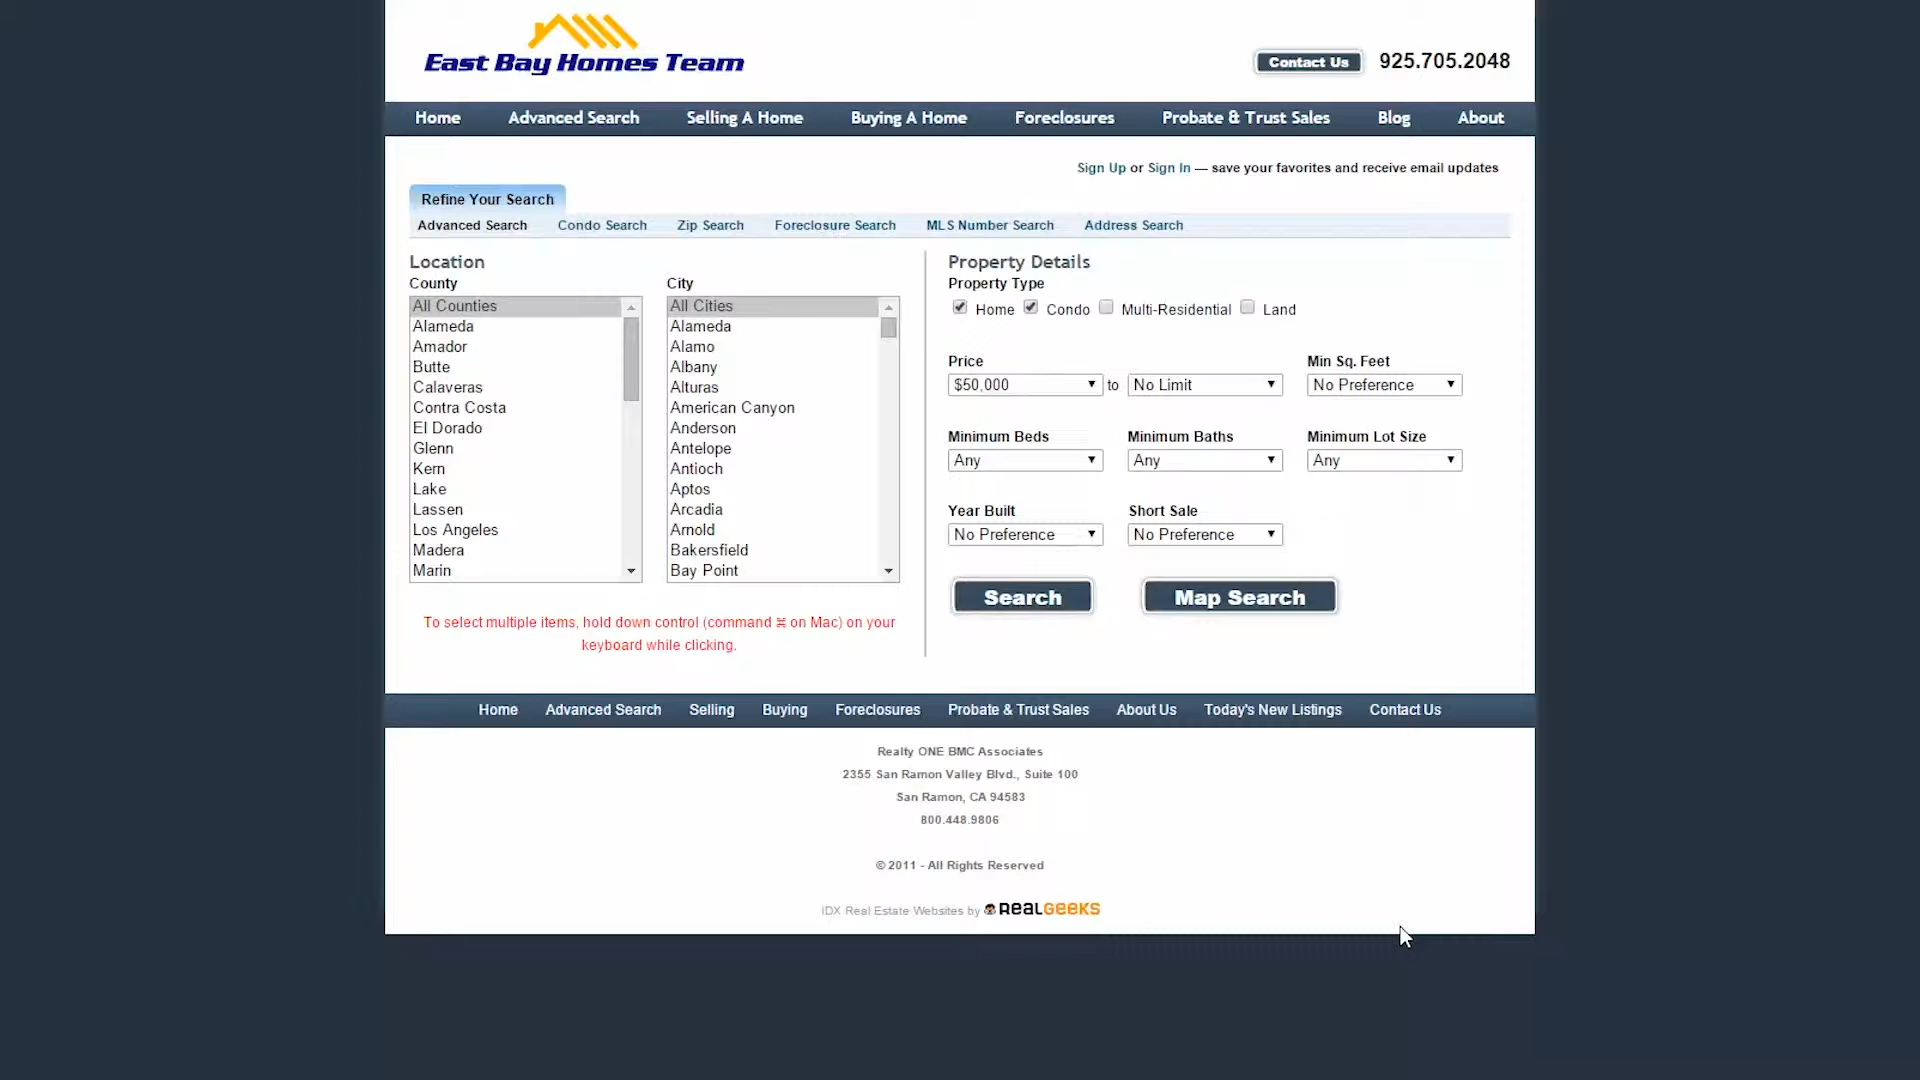 East Bay Homes Team
Contact Us 925.705.2048
Home Advanced Search Selling A Home Buying A Home Foreclosures Probate & Trust Sales Blog About
Sign Up or Sign In — save your favorites and receive email updates
Refine Your Search
Advanced Search Condo Search Zip Search Foreclosure Search MLS Number Search Address Search
Location
County
All Counties
Alameda
Amador
Butte
Calaveras
Contra Costa
El Dorado
Glenn
Kern
Lake
Lassen
Los Angeles
Madera
Marin
City
All Cities
Alameda
Alamo
Albany
Alturas
American Canyon
Anderson
Antelope
Antioch
Aptos
Arcadia
Arnold
Bakersfield
Bay Point
To select multiple items, hold down control (command ⌘ on Mac) on your
keyboard while clicking.
Property Details
Property Type
Home Condo Multi-Residential Land
Price Min Sq. Feet
$50,000 to No Limit No Preference
Minimum Beds Minimum Baths Minimum Lot Size
Any Any Any
Year Built Short Sale
No Preference No Preference
Search Map Search
Home Advanced Search Selling Buying Foreclosures Probate & Trust Sales About Us Today's New Listings Contact Us
Realty ONE BMC Associates
2355 San Ramon Valley Blvd., Suite 100
San Ramon, CA 94583
800.448.9806
© 2011 - All Rights Reserved
IDX Real Estate Websites by REALGEEKS